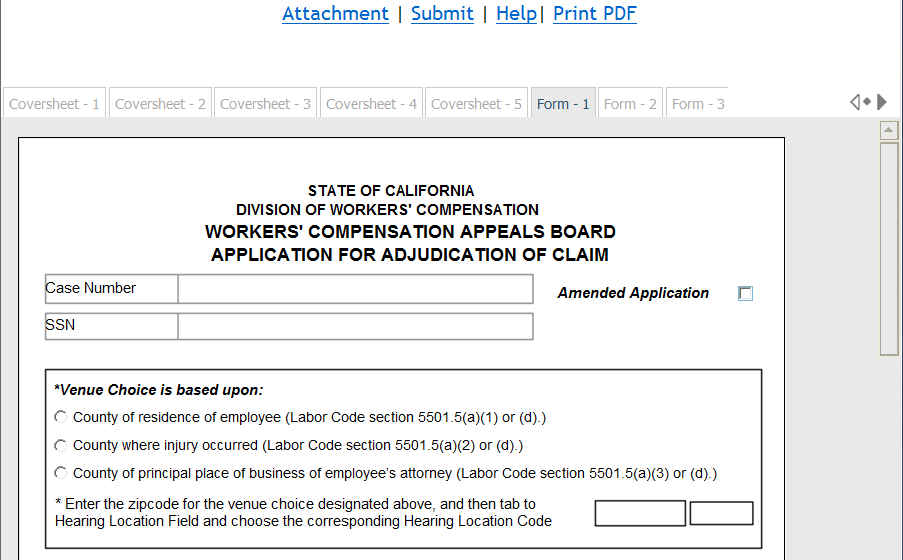 Attachment | Submit | Help| Print PDF
Coversheet - 1 Coversheet - 2 Coversheet - 3 Coversheet - 4 Coversheet - 5 Form - 1 Form - 2 Form - 3
STATE OF CALIFORNIA
DIVISION OF WORKERS' COMPENSATION
WORKERS' COMPENSATION APPEALS BOARD
APPLICATION FOR ADJUDICATION OF CLAIM
Case Number
Amended Application
SSN
*Venue Choice is based upon:
County of residence of employee (Labor Code section 5501.5(a)(1) or (d).)
County where injury occurred (Labor Code section 5501.5(a)(2) or (d).)
County of principal place of business of employee's attorney (Labor Code section 5501.5(a)(3) or (d).)
* Enter the zipcode for the venue choice designated above, and then tab to
Hearing Location Field and choose the corresponding Hearing Location Code